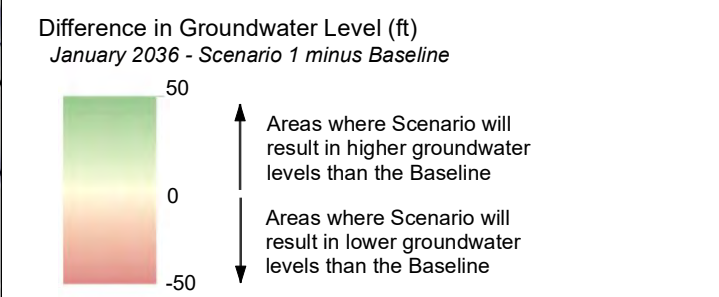 Difference in Groundwater Level (ft)
January 2036 - Scenario 1 minus Baseline
50
Areas where Scenario will
result in higher groundwater
levels than the Baseline
0
Areas where Scenario will
result in lower groundwater
levels than the Baseline
-50